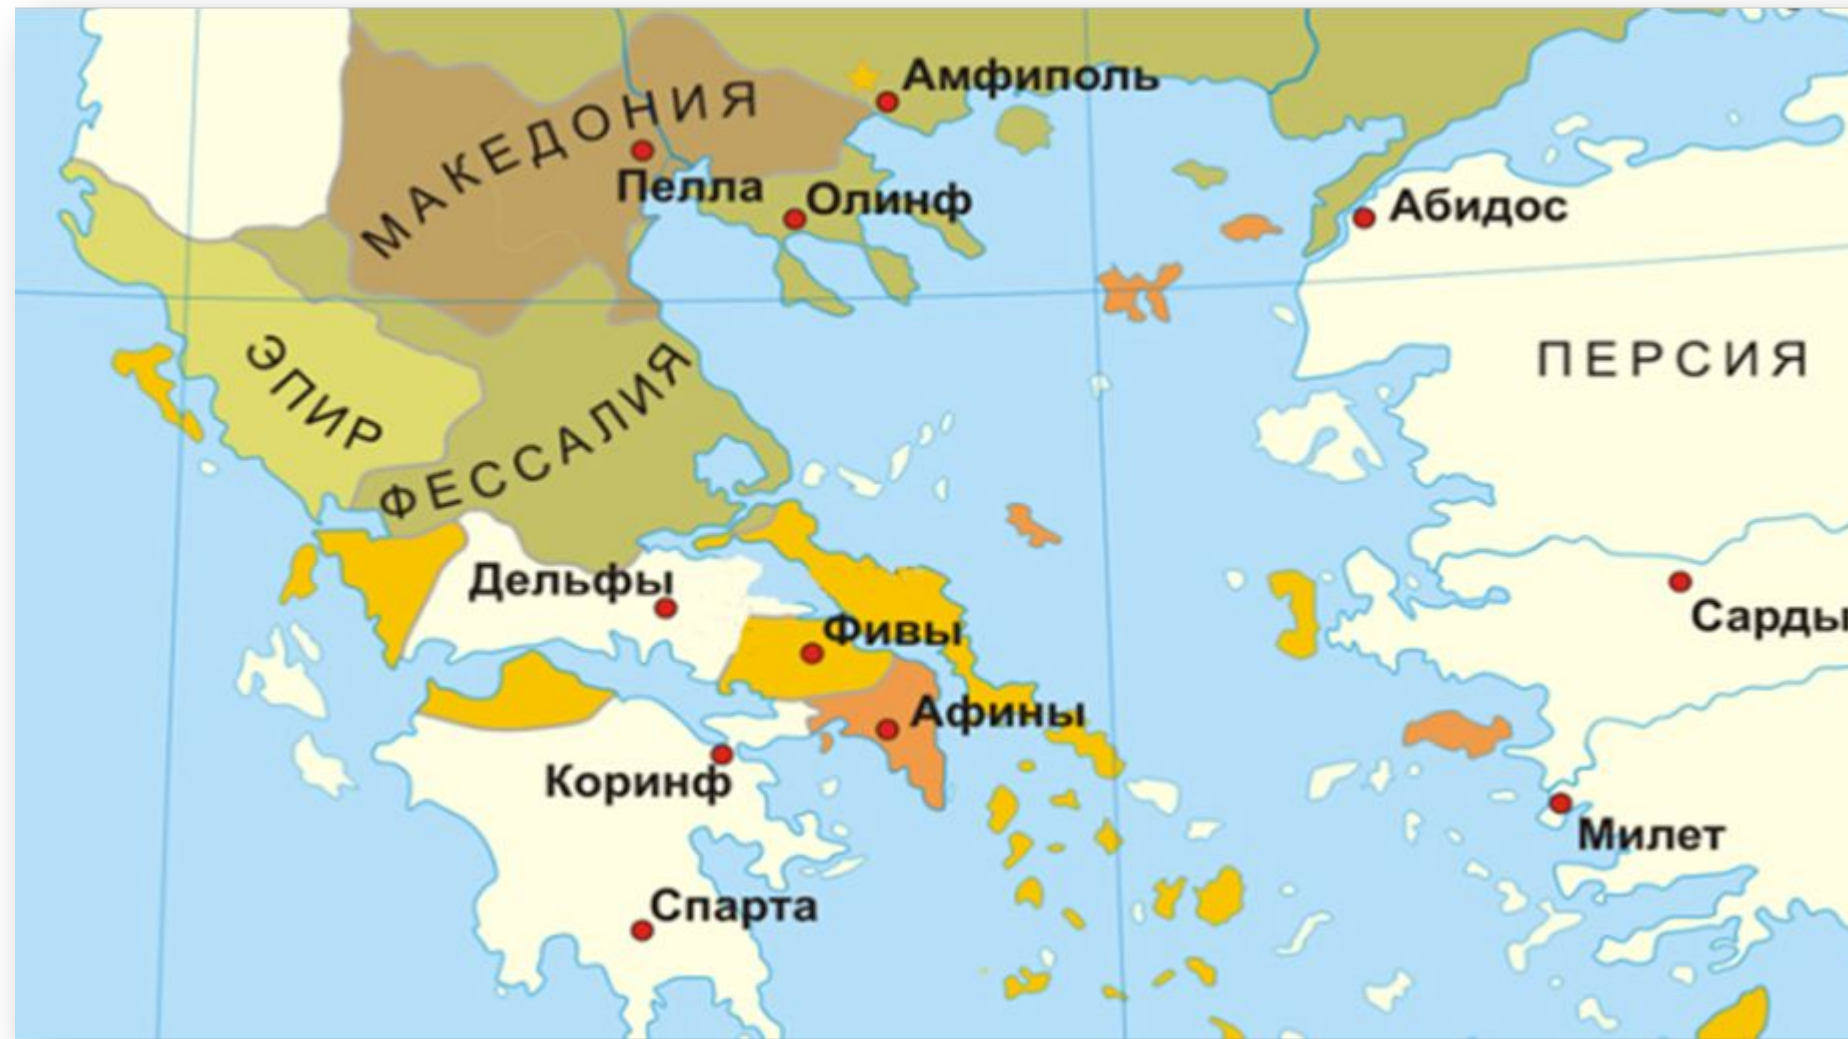 Амфиполь
МАКЕДОНИЯ
Пелла
Олинф
Абидос
ПЕРСИЯ
ЭПИР
ФЕССАЛИЯ
Дельфы
Сарды
Фивы
Афины
Коринф
Милет
Спарта